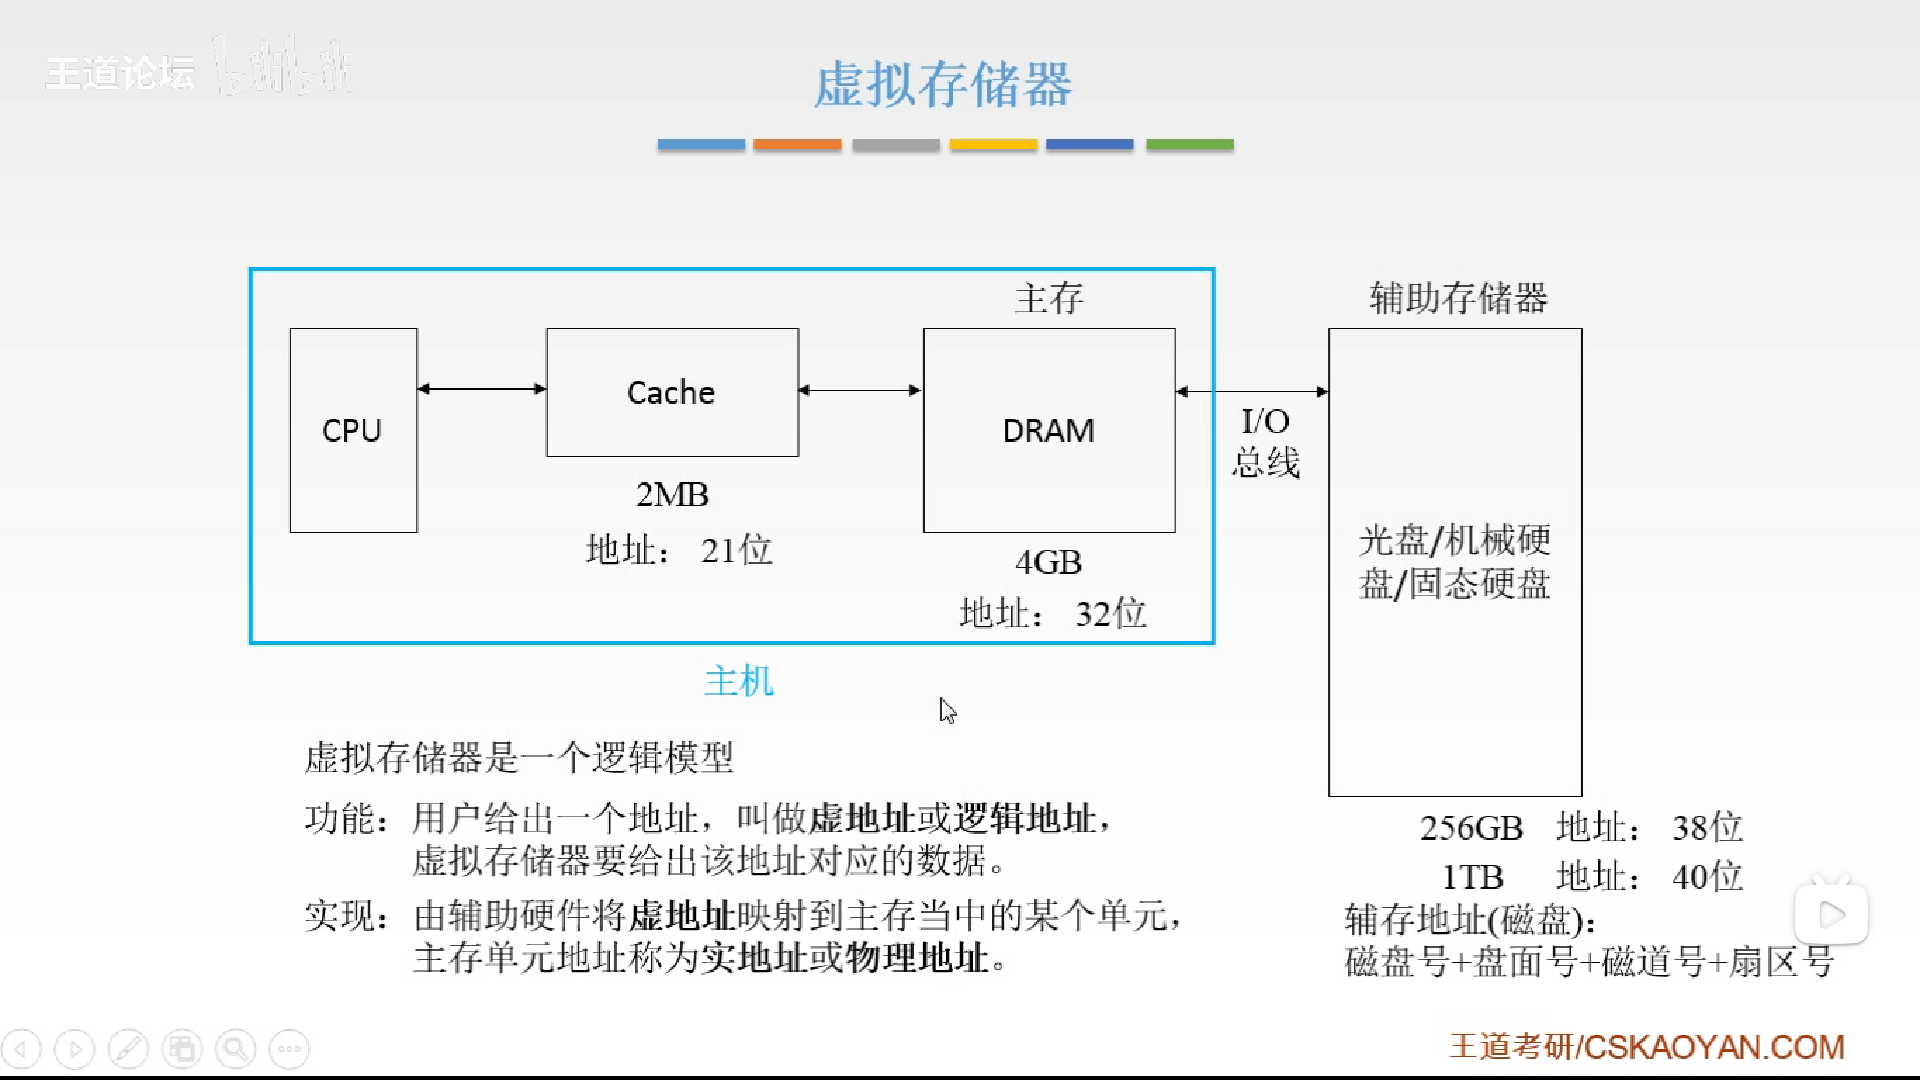 王道论坛 bilibili
虚拟存储器
主存
辅助存储器
CPU
Cache
DRAM
I/O
总线
2MB
地址： 21位
4GB
地址： 32位
光盘/机械硬
盘/固态硬盘
主机
虚拟存储器是一个逻辑模型
功能：用户给出一个地址，叫做虚地址或逻辑地址，
虚拟存储器要给出该地址对应的数据。
实现：由辅助硬件将虚地址映射到主存当中的某个单元，
主存单元地址称为实地址或物理地址。
256GB 地址： 38位
1TB 地址： 40位
辅存地址(磁盘)：
磁盘号+盘面号+磁道号+扇区号
王道考研/CSKAOYAN.COM